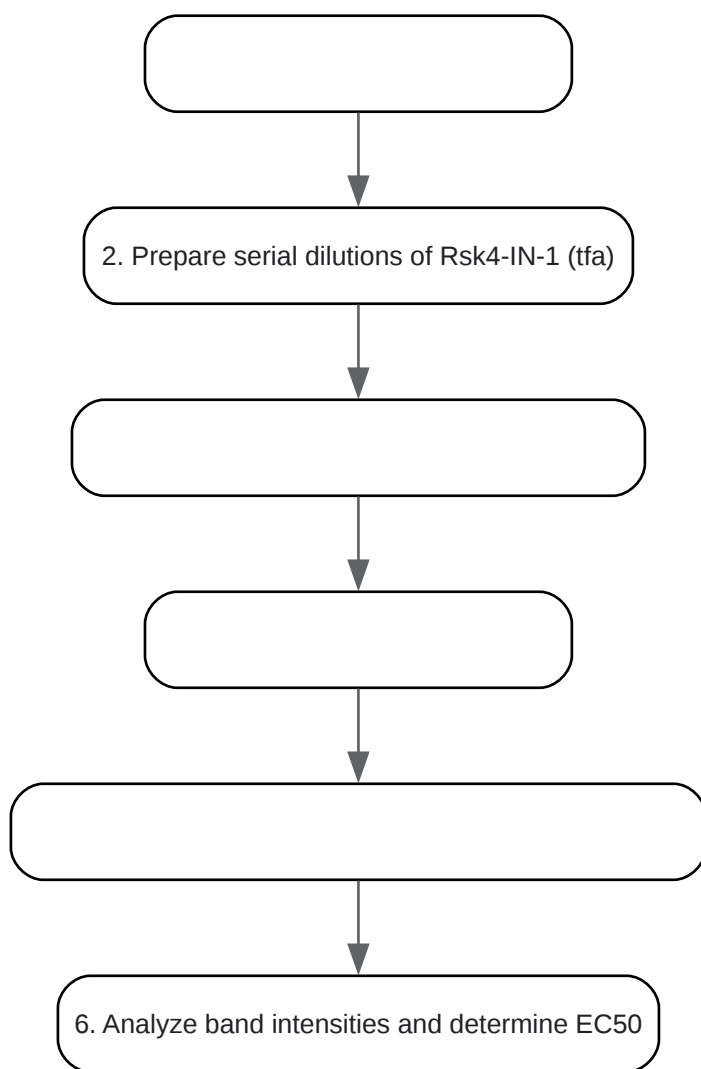 2. Prepare serial dilutions of Rsk4-IN-1 (tfa)
6. Analyze band intensities and determine EC50